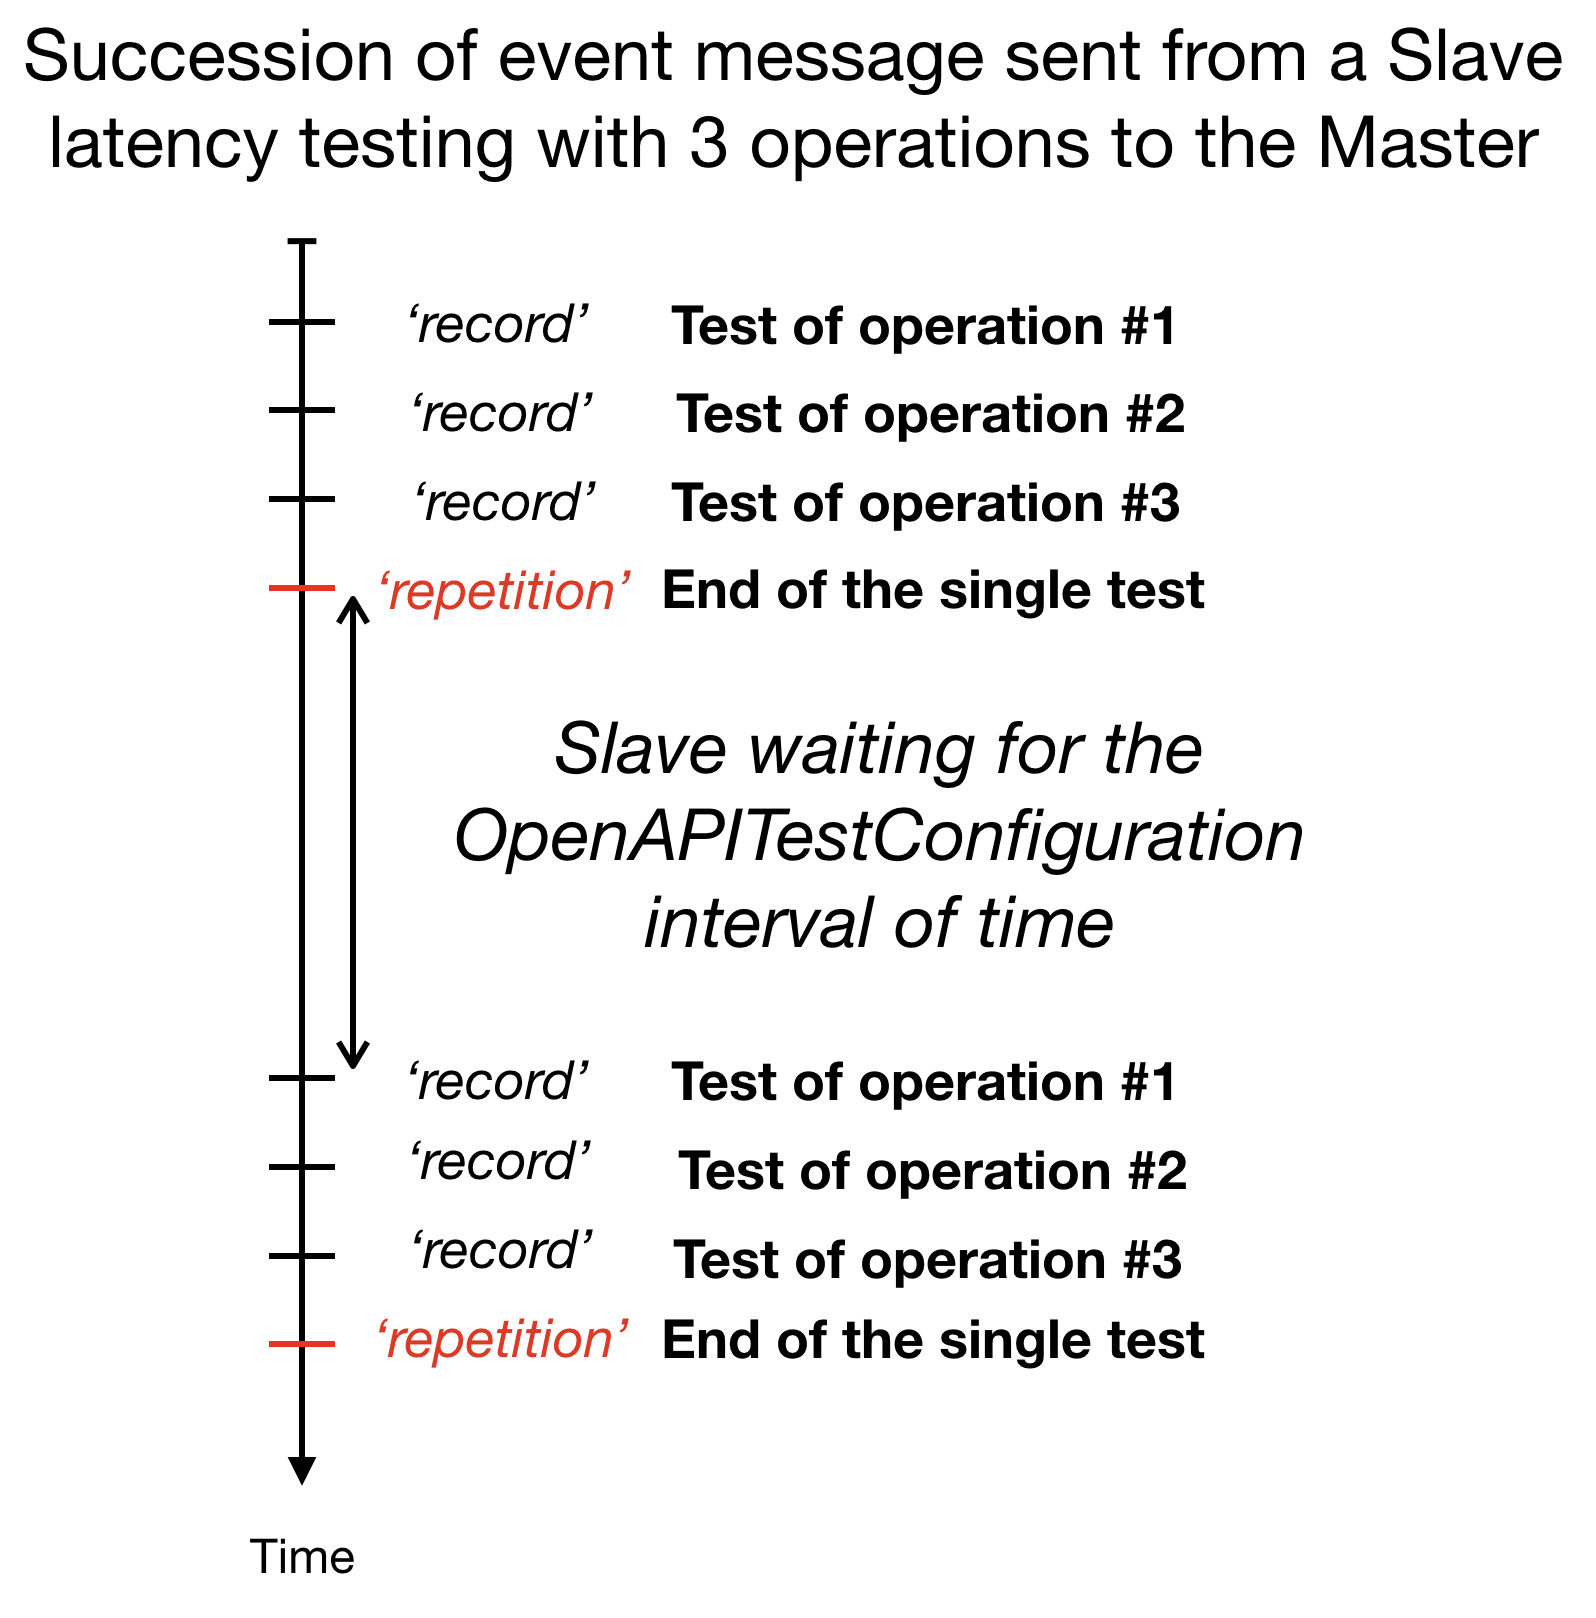 Succession of event message sent from a Slave
latency testing with 3 operations to the Master
‘record’ Test of operation #1
‘record’ Test of operation #2
‘record’ Test of operation #3
‘repetition’ End of the single test
Slave waiting for the
OpenAPITestConfiguration
interval of time
‘record’ Test of operation #1
‘record’ Test of operation #2
‘record’ Test of operation #3
‘repetition’ End of the single test
Time